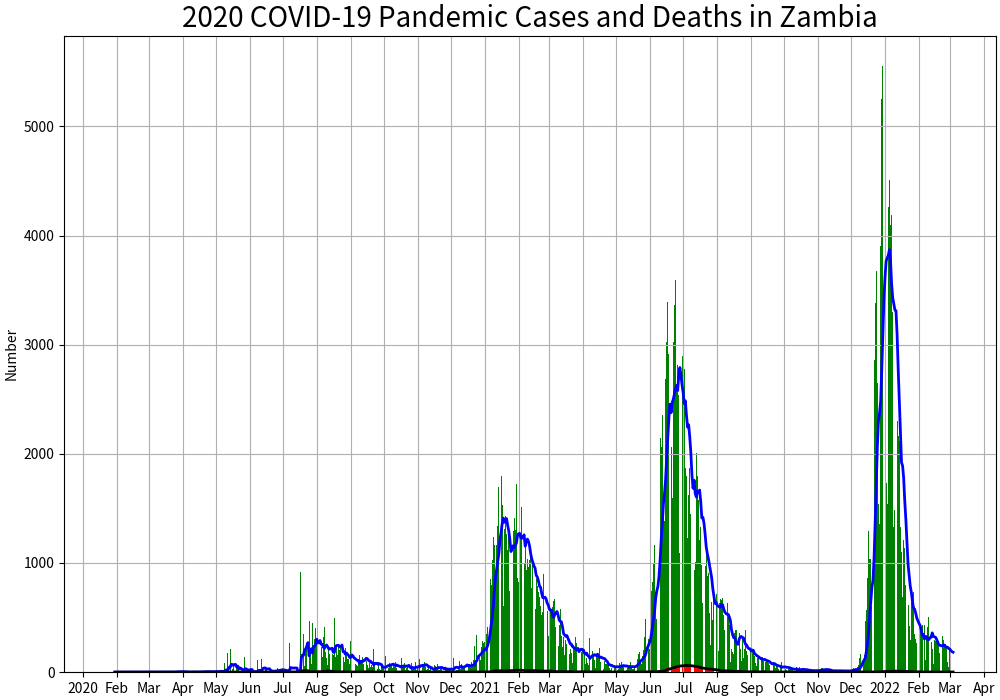 2020 COVID-19 Pandemic Cases and Deaths in Zambia
Number
5000
4000
3000
2000
1000
0
2020 Feb Mar Apr May Jun Jul Aug Sep Oct Nov Dec 2021 Feb Mar Apr May Jun Jul Aug Sep Oct Nov Dec 2022 Feb Mar Apr